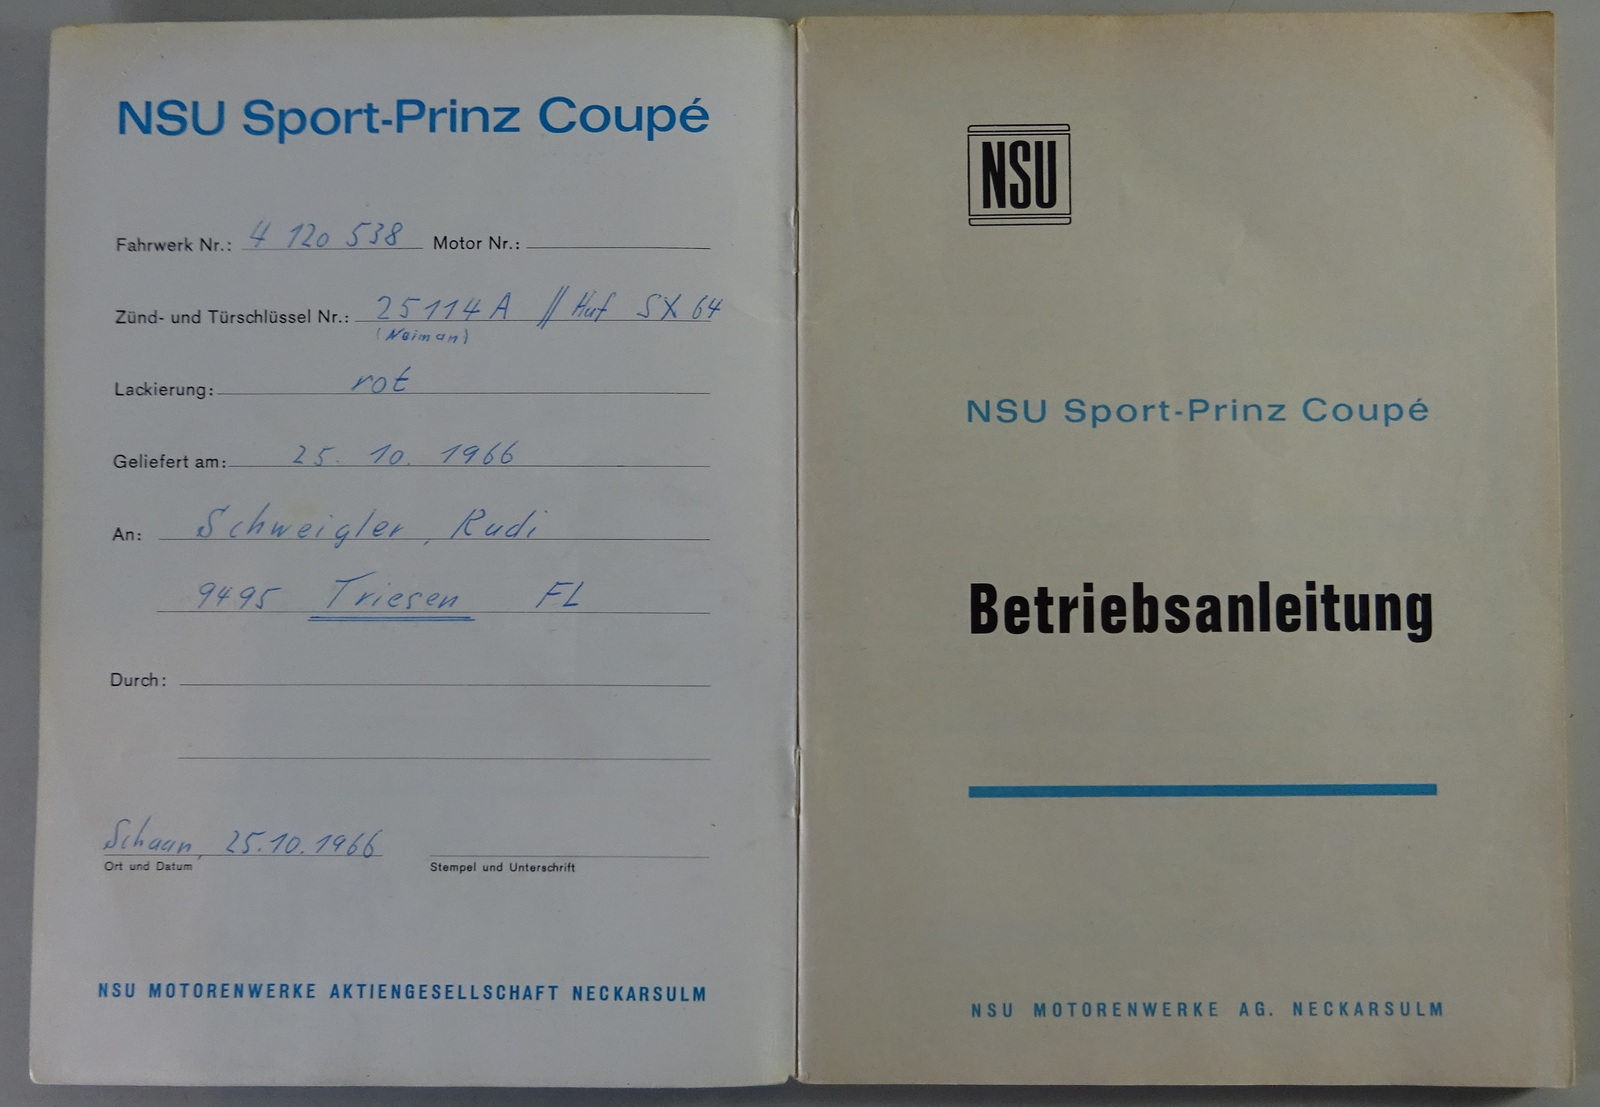 NSU Sport-Prinz Coupé
Fahrwerk Nr.: 4 120 538 Motor Nr.:
Zünd- und Türschlüssel Nr.: 25114 A // Huf SX 64
(Neiman)
Lackierung: rot
Geliefert am: 25. 10. 1966
An: Schweigler, Rudi
9495 Triesen FL
Durch:
Schaan, 25.10.1966
Ort und Datum Stempel und Unterschrift
NSU MOTORENWERKE AKTIENGESELLSCHAFT NECKARSULM
NSU
NSU Sport-Prinz Coupé
Betriebsanleitung
NSU MOTORENWERKE AG. NECKARSULM